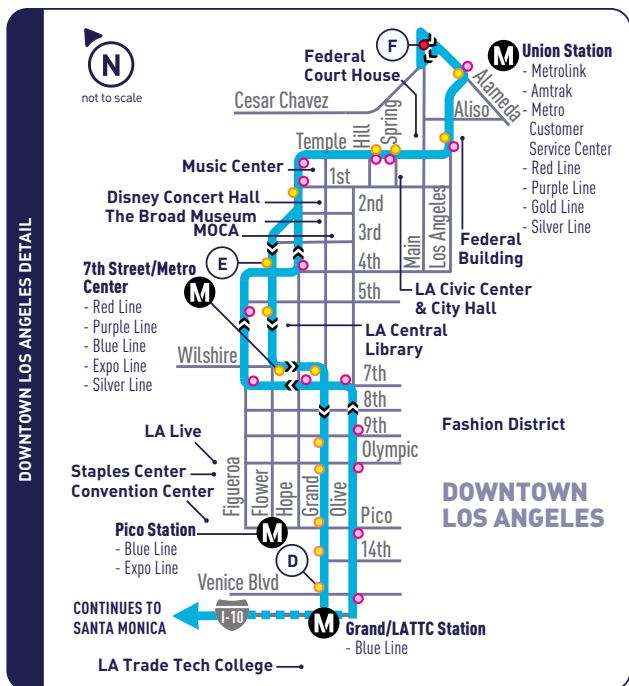 DOWNTOWN LOS ANGELES DETAIL
N
not to scale
F
Federal
Court House
M
Union Station
- Metrolink
- Amtrak
- Metro
Customer
Service Center
- Red Line
- Purple Line
- Gold Line
- Silver Line
Cesar Chavez
Alameda
Aliso
Temple
Hill
Spring
Music Center
1st
Disney Concert Hall
The Broad Museum
MOCA
2nd
3rd
Main
Los Angeles
Federal
Building
E
4th
7th Street/Metro
Center
M
- Red Line
- Purple Line
- Blue Line
- Expo Line
- Silver Line
5th
LA Civic Center
& City Hall
LA Central
Library
Wilshire
7th
8th
9th
Fashion District
LA Live
Olympic
Staples Center
Convention Center
Figueroa
Flower
Hope
Grand
Olive
DOWNTOWN
LOS ANGELES
Pico Station
- Blue Line
- Expo Line
M
Pico
14th
D
Venice Blvd
CONTINUES TO
SANTA MONICA
I-10
M
Grand/LATTC Station
- Blue Line
LA Trade Tech College